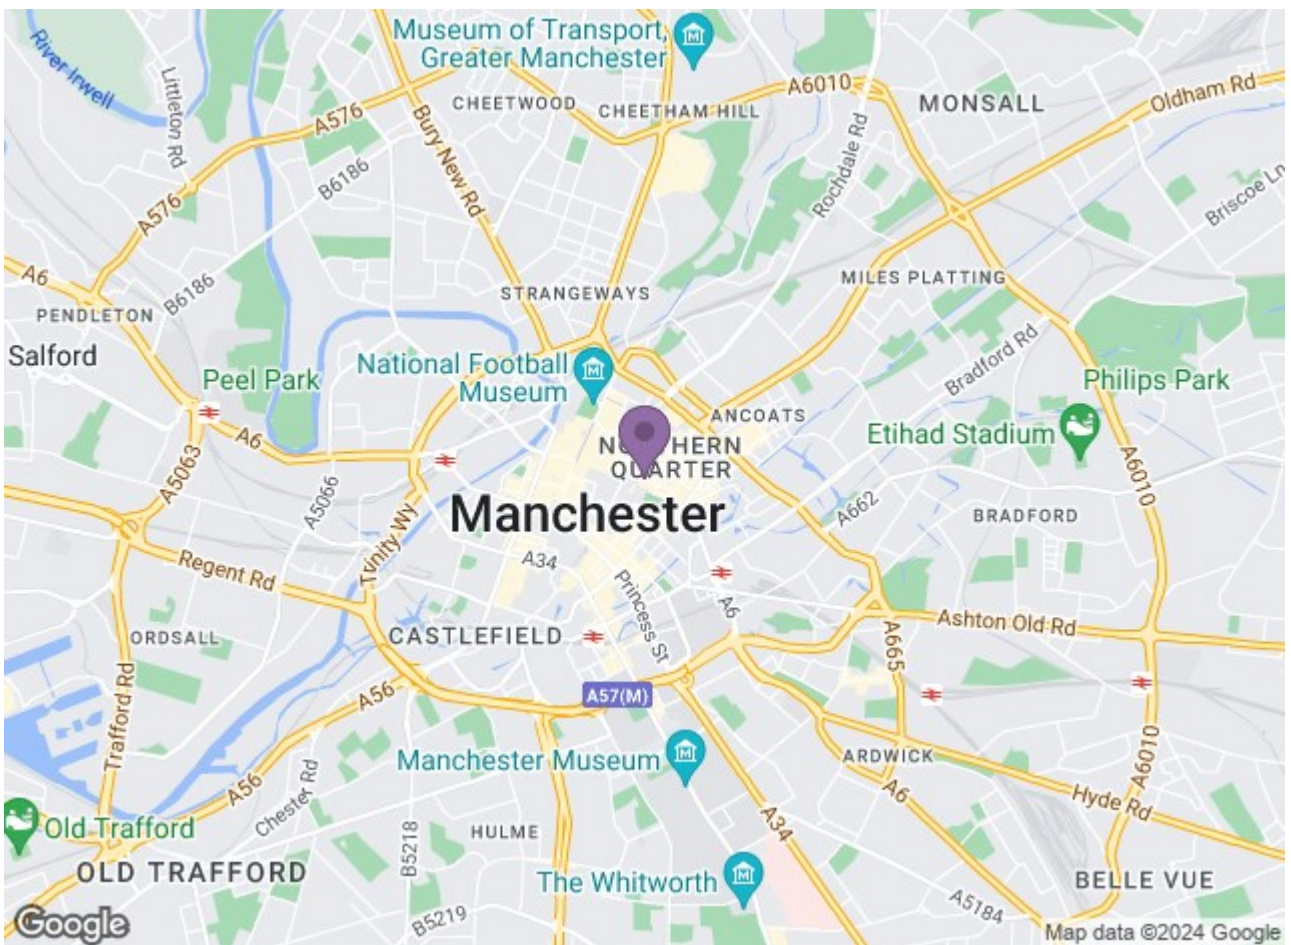 Museum of Transport,
Greater Manchester
River Irwell
Littleton Rd
CHEETWOOD
CHEETHAM HILL
A6010
MONSALL
Oldham Rd
A576
Bury New Rd
B6186
Rochdale Rd
Briscoe Ln
A576
A6
B6186
STRANGEWAYS
MILES PLATTING
PENDLETON
Salford
Peel Park
National Football
Museum
Bradford Rd
Philips Park
ANCOATS
Etihad Stadium
A6
QUARTER
A5063
A5066
A6010
Manchester
A662
BRADFORD
Trinity Wy
A34
Regent Rd
Princess St
A6
ORDSALL
CASTLEFIELD
Ashton Old Rd
A665
A56
A57(M)
Trafford Rd
Manchester Museum
ARDWICK
A6010
A56
Chester Rd
A6
Hyde Rd
Old Trafford
HULME
B5218
A34
OLD TRAFFORD
The Whitworth
BELLE VUE
A5184
B5219
Google
Map data ©2024 Google